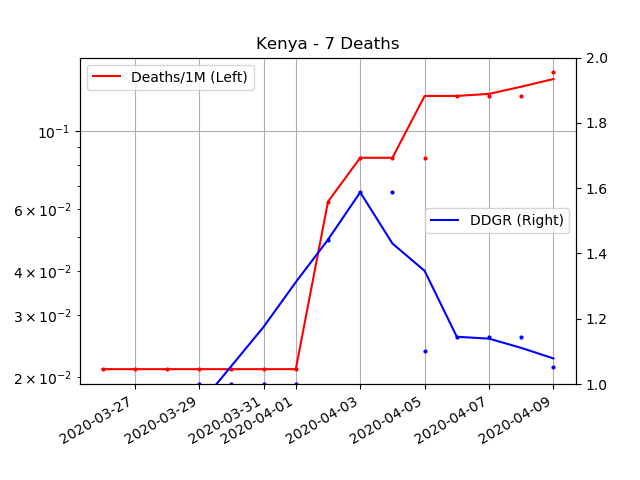 Kenya - 7 Deaths
Deaths/1M (Left)
DDGR (Right)
10⁻¹
6 × 10⁻²
4 × 10⁻²
3 × 10⁻²
2 × 10⁻²
2.0
1.8
1.6
1.4
1.2
1.0
2020-03-27
2020-03-29
2020-03-31
2020-04-01
2020-04-03
2020-04-05
2020-04-07
2020-04-09